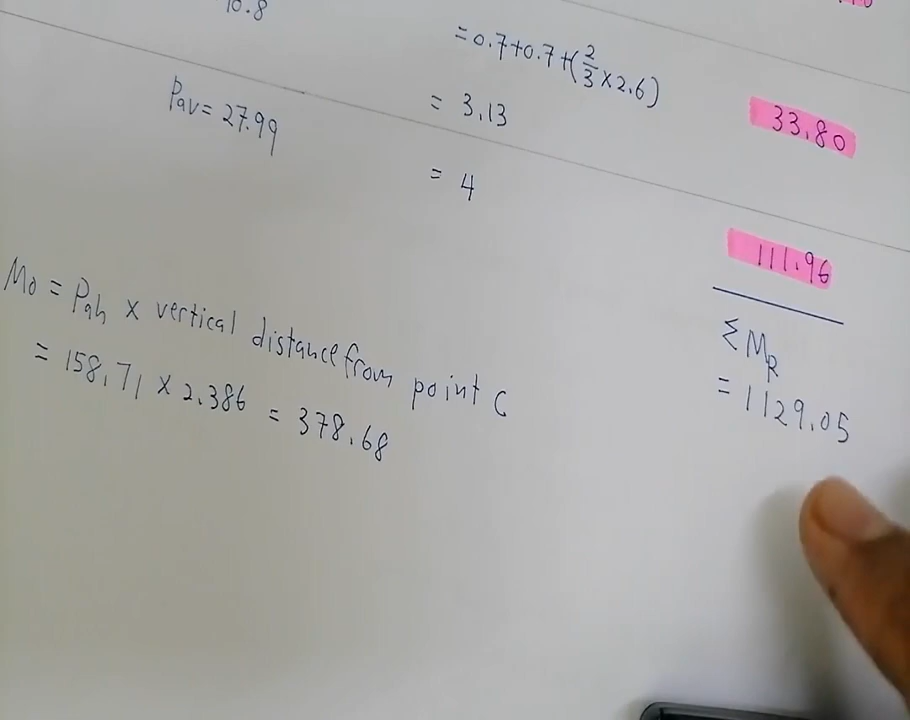 10.8
= 0.7+0.7+(2/3 × 2.6)
= 3.13
33.80
Pav = 27.99
= 4
111.96
Mo = Pah × vertical distance from point C
= 158.71 × 2.386 = 378.68
ΣMR
= 1129.05